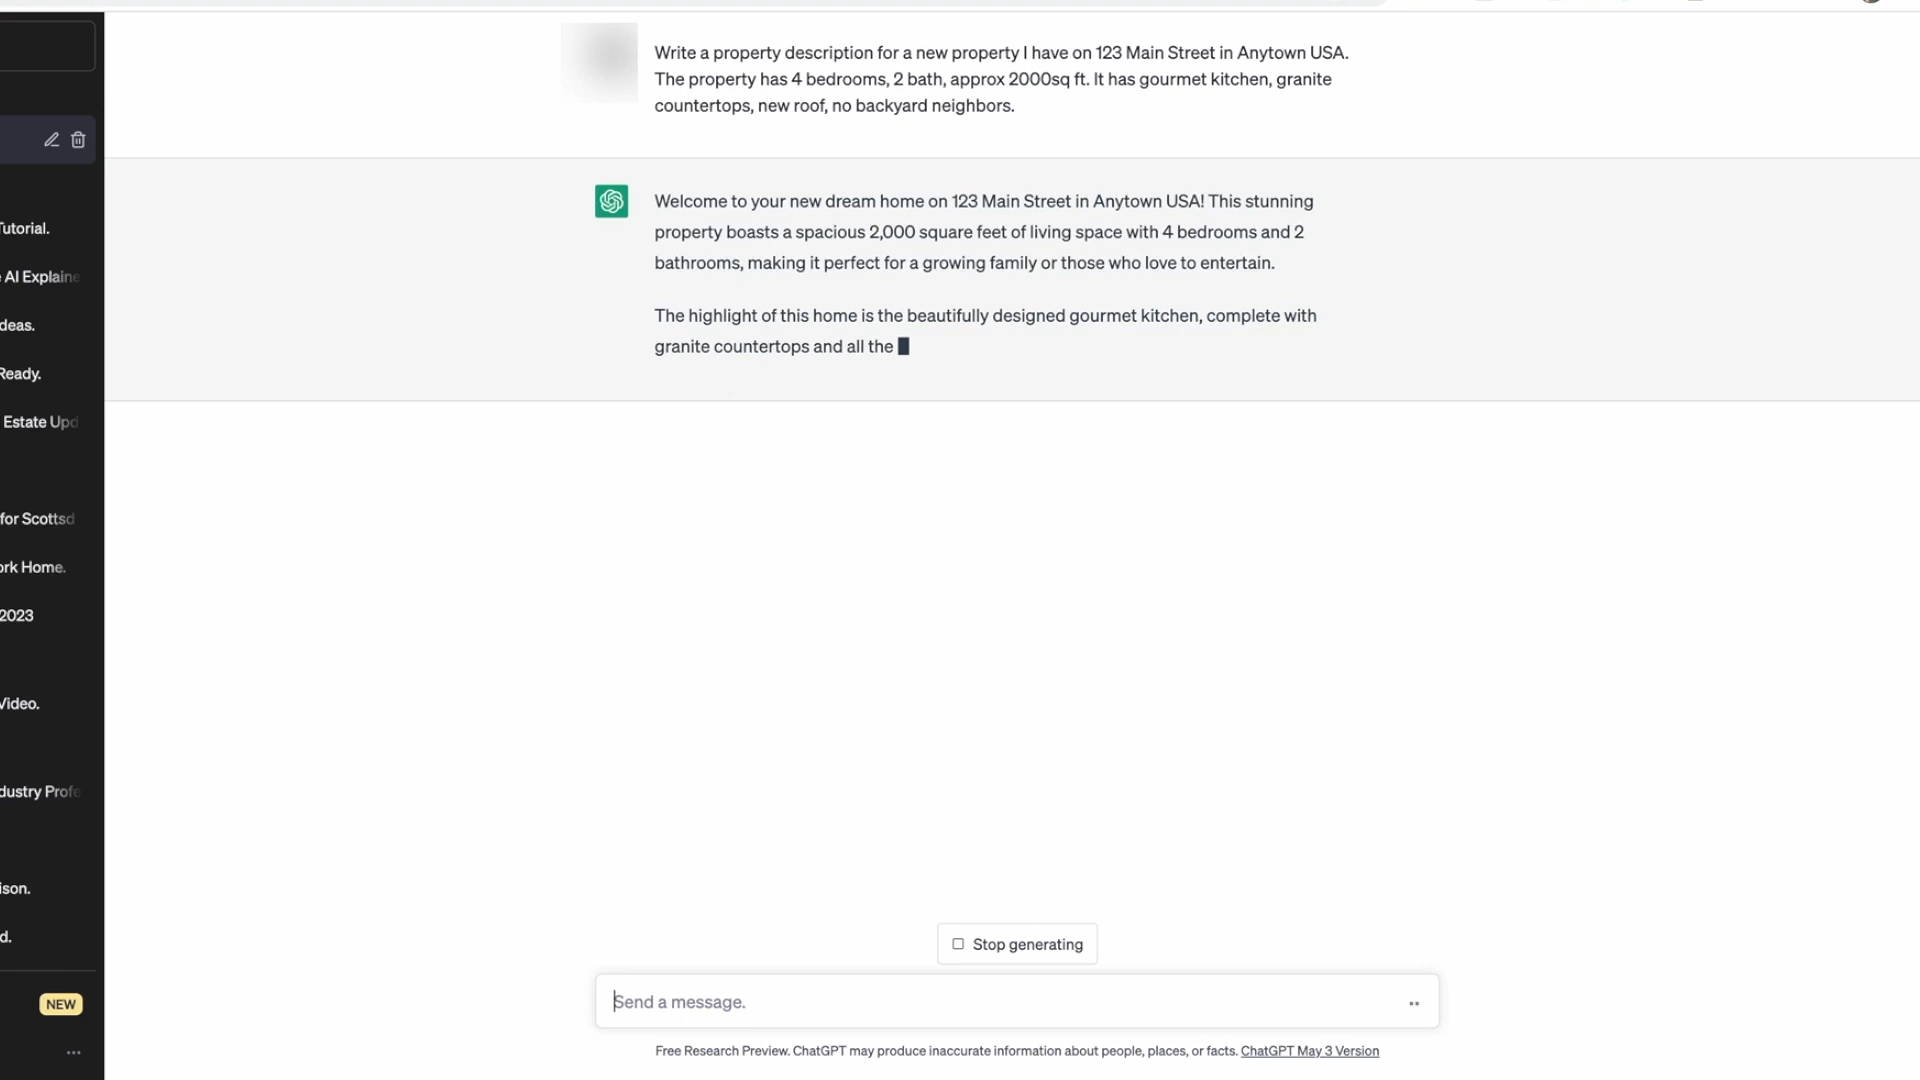 Write a property description for a new property I have on 123 Main Street in Anytown USA.
The property has 4 bedrooms, 2 bath, approx 2000sq ft. It has gourmet kitchen, granite
countertops, new roof, no backyard neighbors.
Welcome to your new dream home on 123 Main Street in Anytown USA! This stunning
property boasts a spacious 2,000 square feet of living space with 4 bedrooms and 2
bathrooms, making it perfect for a growing family or those who love to entertain.
The highlight of this home is the beautifully designed gourmet kitchen, complete with
granite countertops and all the
Tutorial.
AI Explaine
deas.
Ready.
Estate Upd
for Scottsd
ork Home.
2023
Video.
dustry Profe
ison.
d.
NEW
Stop generating
Send a message.
Free Research Preview. ChatGPT may produce inaccurate information about people, places, or facts. ChatGPT May 3 Version